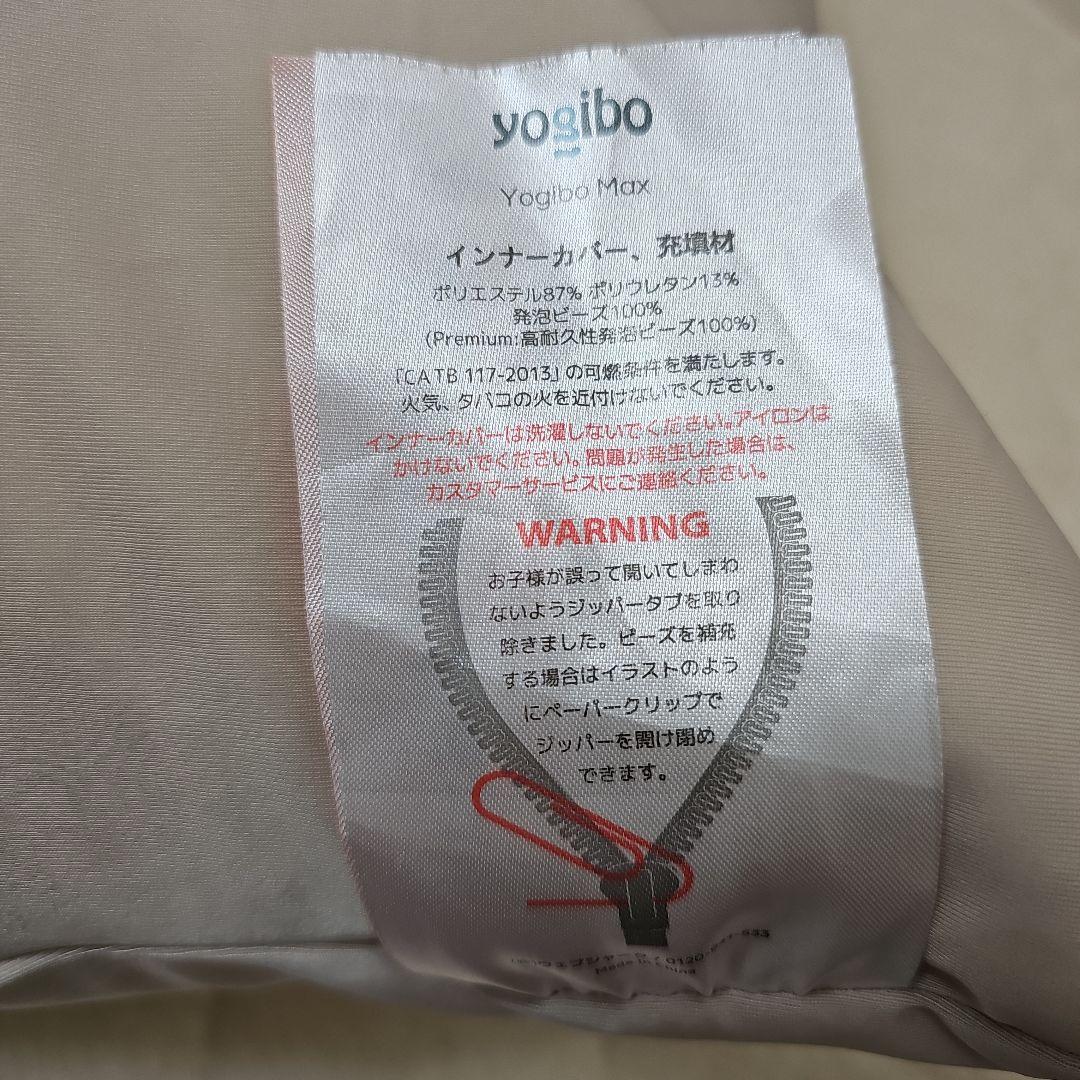 yogibo
Yogibo Max
インナーカバー、充填材
ポリエステル87% ポリウレタン13%
発泡ビーズ100%
(Premium:高耐久性発泡ビーズ100%)
「CA TB 117-2013」の可燃条件を満たします。
火気、タバコの火を近付けないでください。
インナーカバーは洗濯しないでください。アイロンは
かけないでください。問題が発生した場合は、
カスタマーサービスにご連絡ください。
WARNING
お子様が誤って開いてしまわ
ないようジッパータブを取り
除きました。ビーズを補充
する場合はイラストのよう
にペーパークリップで
ジッパーを開け閉め
できます。
Made in China